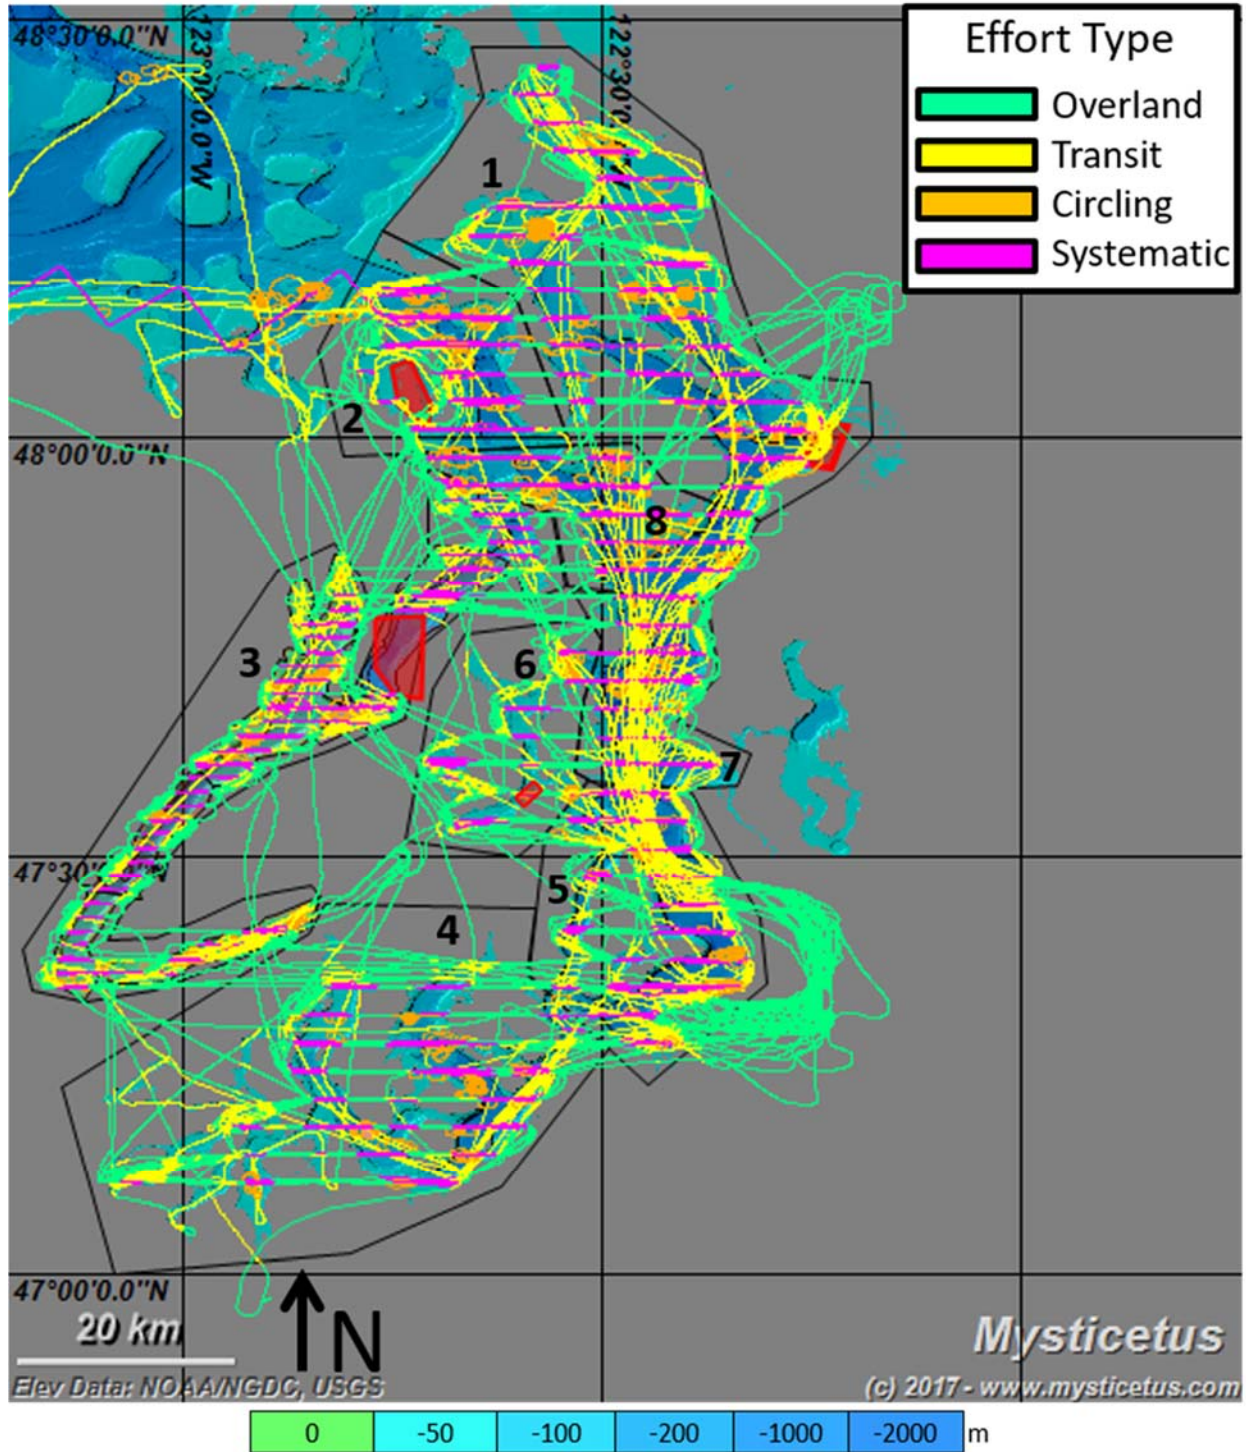 48°30'0.0"N
123°00'0.0"W
Effort Type
Overland
Transit
Circling
Systematic
1
2
48°00'0.0"N
8
3
6
7
47°30'0.0"N
5
4
47°00'0.0"N
20 km
N
Mysticetus
Elev Data: NOAA/NGDC, USGS
(c) 2017 - www.mysticetus.com
0 -50 -100 -200 -1000 -2000 m